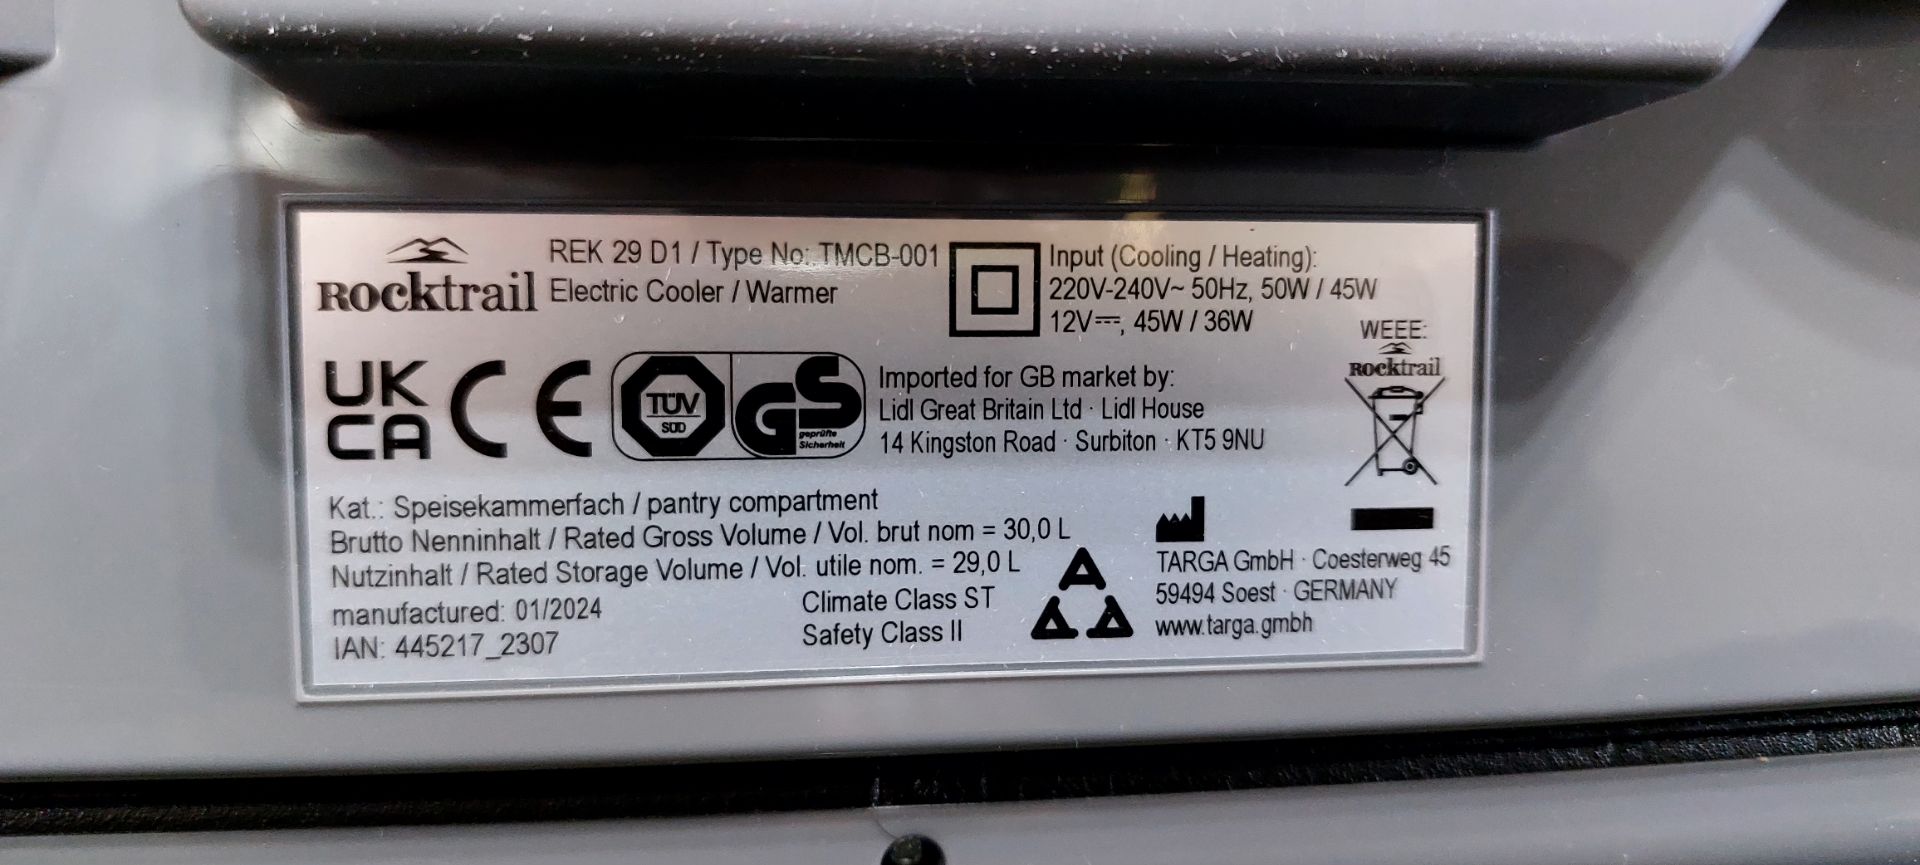 Rocktrail
REK 29 D1 / Type No: TMCB-001
Electric Cooler / Warmer
Input (Cooling / Heating):
220V-240V~ 50Hz, 50W / 45W
12V⎓, 45W / 36W
WEEE:
Rocktrail
UK
CA
CE
TÜV
SÜD
GS
geprüfte
Sicherheit
Imported for GB market by:
Lidl Great Britain Ltd · Lidl House
14 Kingston Road · Surbiton · KT5 9NU
Kat.: Speisekammerfach / pantry compartment
Brutto Nenninhalt / Rated Gross Volume / Vol. brut nom = 30,0 L
Nutzinhalt / Rated Storage Volume / Vol. utile nom. = 29,0 L
manufactured: 01/2024
IAN: 445217_2307
Climate Class ST
Safety Class II
TARGA GmbH · Coesterweg 45
59494 Soest · GERMANY
www.targa.gmbh